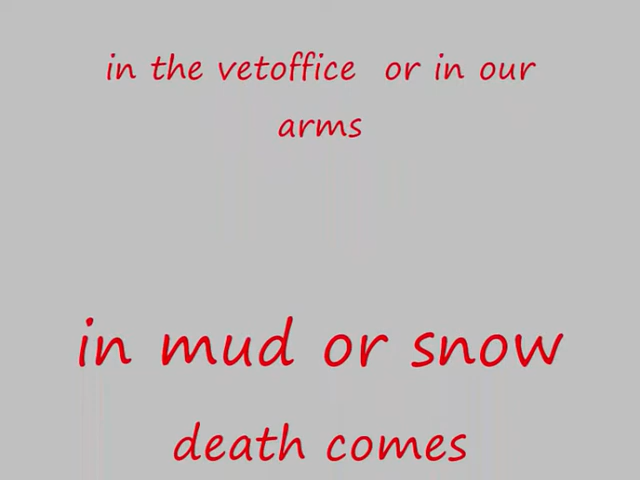 in the vetoffice or in our
arms
in mud or snow
death comes